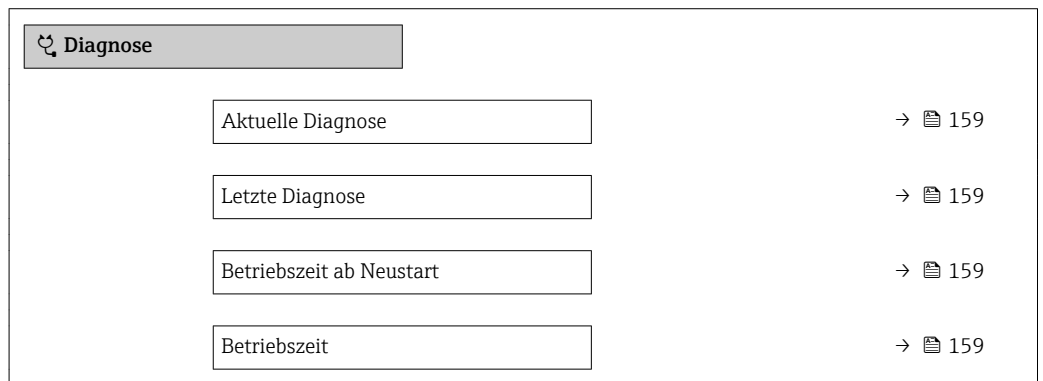 Diagnose
Aktuelle Diagnose → 159
Letzte Diagnose → 159
Betriebszeit ab Neustart → 159
Betriebszeit → 159